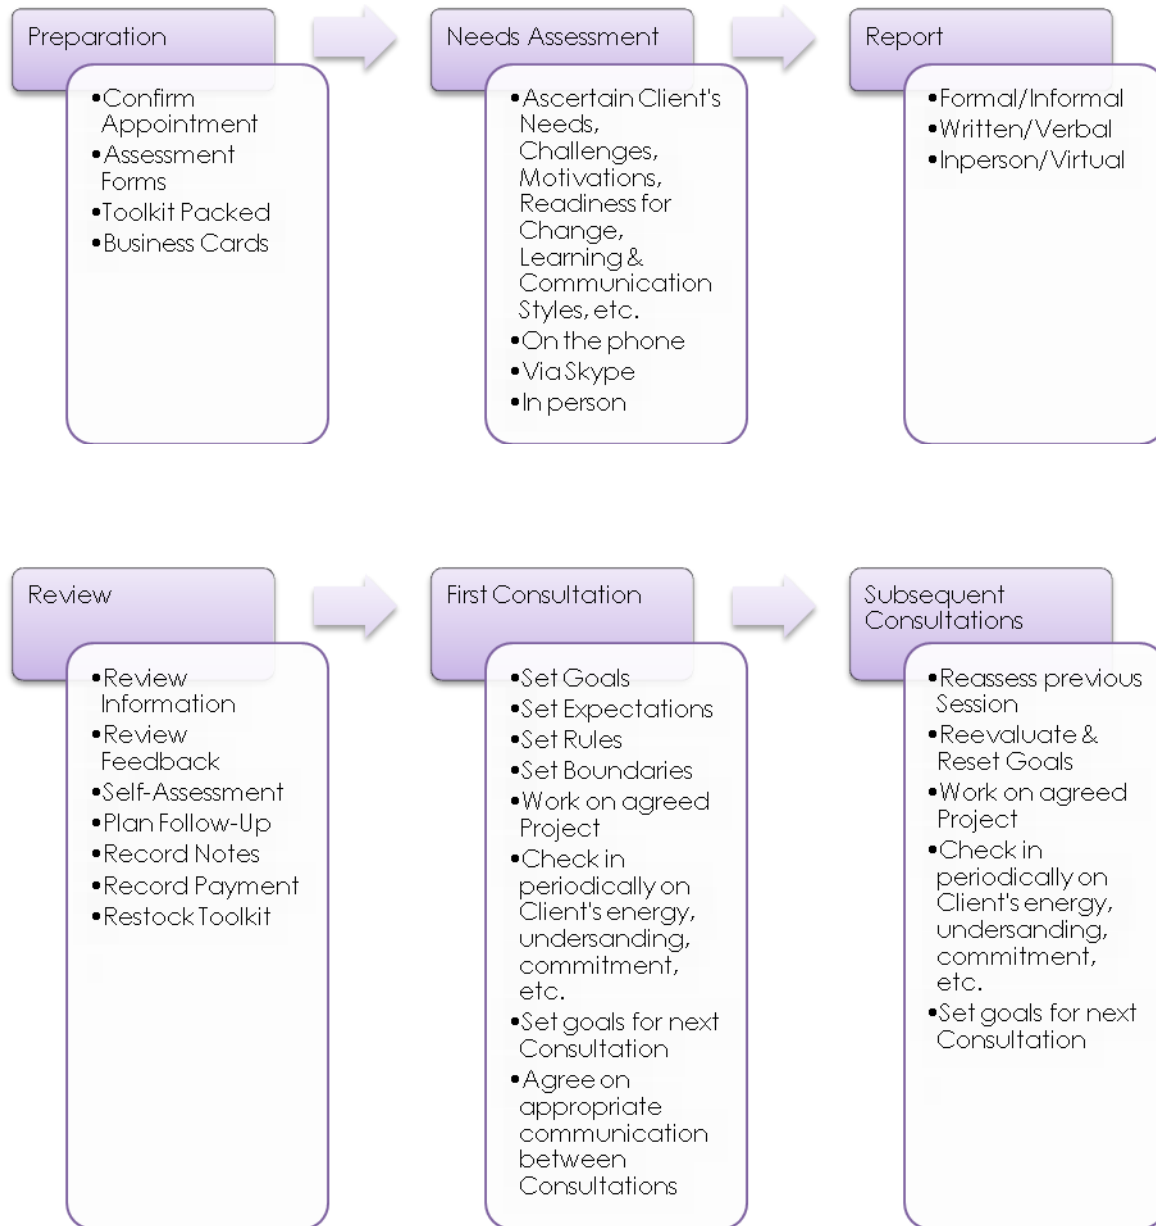 Preparation
•Confirm
Appointment
•Assessment
Forms
•Toolkit Packed
•Business Cards
Needs Assessment
•Ascertain Client's
Needs,
Challenges,
Motivations,
Readiness for
Change,
Learning &
Communication
Styles, etc.
•On the phone
•Via Skype
•In person
Report
•Formal/Informal
•Written/Verbal
•Inperson/Virtual
Review
•Review
Information
•Review
Feedback
•Self-Assessment
•Plan Follow-Up
•Record Notes
•Record Payment
•Restock Toolkit
First Consultation
•Set Goals
•Set Expectations
•Set Rules
•Set Boundaries
•Work on agreed
Project
•Check in
periodically on
Client's energy,
undersanding,
commitment,
etc.
•Set goals for next
Consultation
•Agree on
appropriate
communication
between
Consultations
Subsequent
Consultations
•Reassess previous
Session
•Reevaluate &
Reset Goals
•Work on agreed
Project
•Check in
periodically on
Client's energy,
undersanding,
commitment,
etc.
•Set goals for next
Consultation